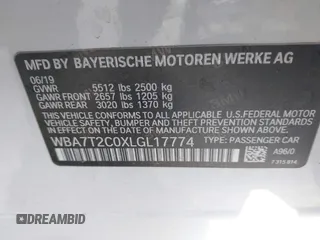 MFD BY BAYERISCHE MOTOREN WERKE AG
06/19
GVWR 5512 lbs 2500 kg
GAWR FRONT 2657 lbs 1205 kg
GAWR REAR 3020 lbs 1370 kg
THIS VEHICLE CONFORMS TO ALL APPLICABLE U.S. FEDERAL MOTOR
VEHICLE SAFETY, BUMPER, AND THEFT PREVENTION STANDARDS
IN EFFECT ON THE DATE OF MANUFACTURE SHOWN ABOVE.
WBA7T2C0XLGL17774 TYPE: PASSENGER CAR
A96/0